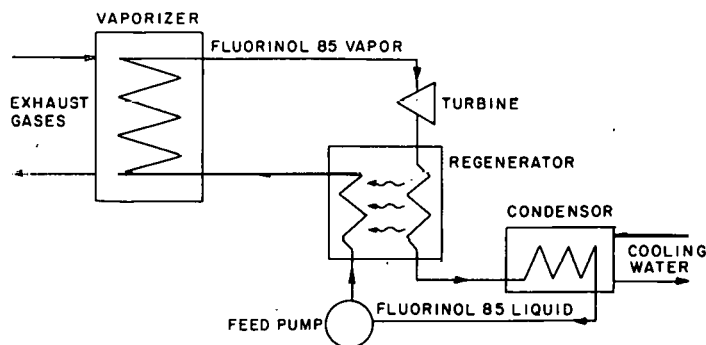 VAPORIZER
FLUORINOL 85 VAPOR
EXHAUST
GASES
TURBINE
REGENERATOR
CONDENSOR
COOLING
WATER
FLUORINOL 85 LIQUID
FEED PUMP